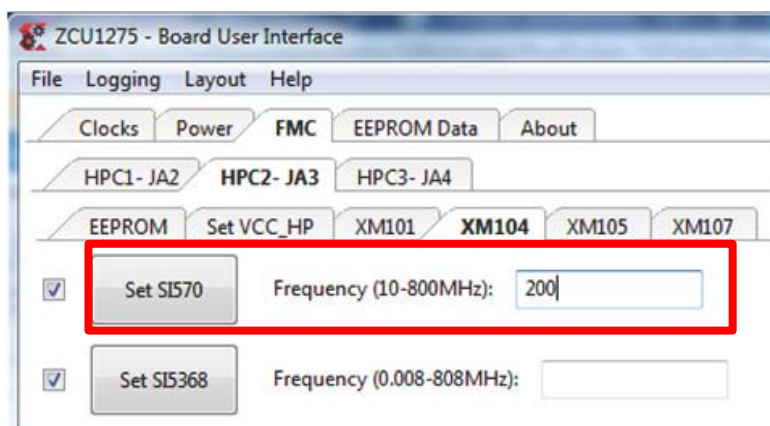 ZCU1275 - Board User Interface
File Logging Layout Help
Clocks Power FMC EEPROM Data About
HPC1- JA2 HPC2- JA3 HPC3- JA4
EEPROM Set VCC_HP XM101 XM104 XM105 XM107
Set SI570 Frequency (10-800MHz): 200
Set SI5368 Frequency (0.008-808MHz):